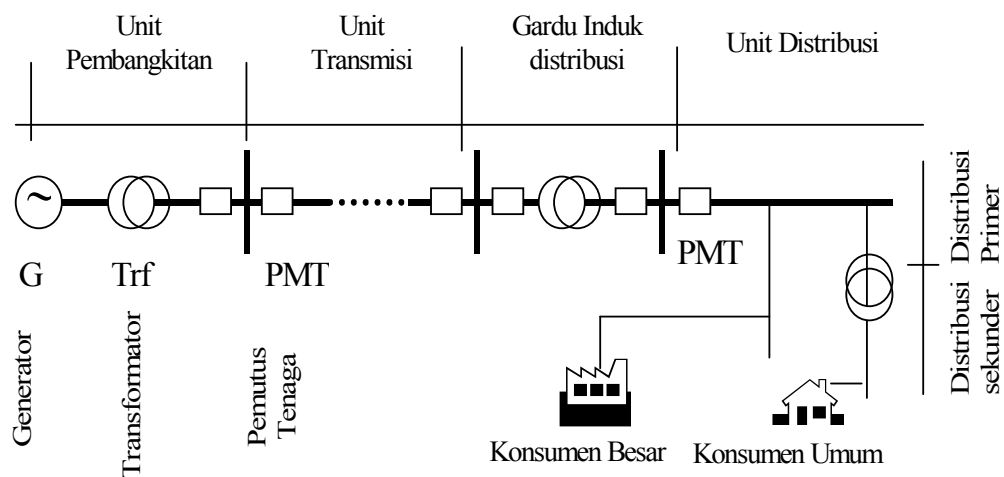 Unit
Pembangkitan
Unit
Transmisi
Gardu Induk
distribusi
Unit Distribusi
~
G
Trf
PMT
PMT
Generator
Transformator
Pemutus
Tenaga
Distribusi
Primer
Distribusi
sekunder
Konsumen Besar
Konsumen Umum